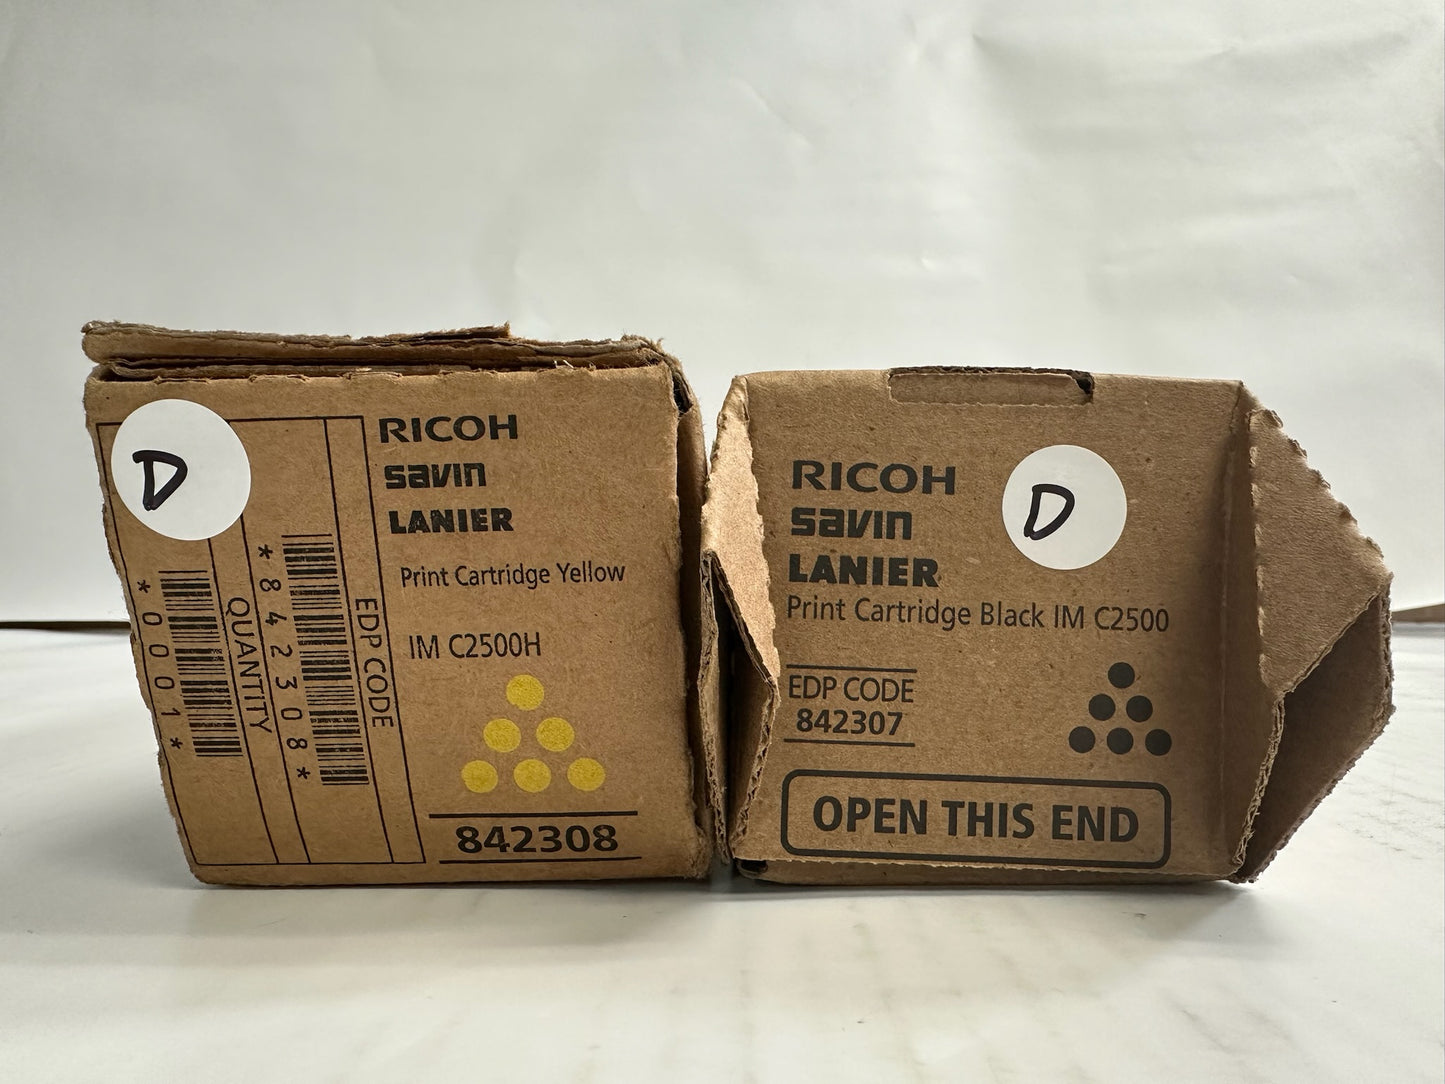 D
RICOH
savin
LANIER
Print Cartridge Yellow
IM C2500H
842308
EDP CODE
*842308*
QUANTITY
*0001*
D
RICOH
savin
LANIER
Print Cartridge Black IM C2500
EDP CODE
842307
OPEN THIS END